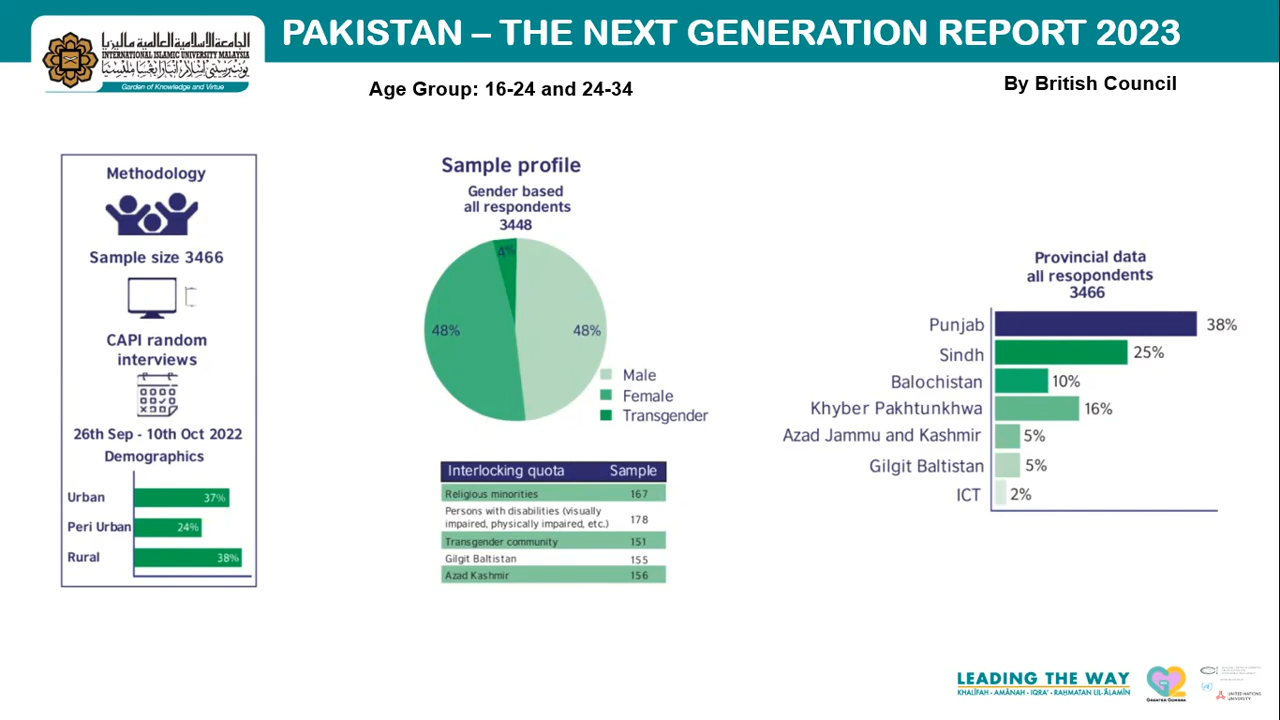 PAKISTAN – THE NEXT GENERATION REPORT 2023
الجامعة الإسلامية العالمية ماليزيا
INTERNATIONAL ISLAMIC UNIVERSITY MALAYSIA
Garden of Knowledge and Virtue
Age Group: 16-24 and 24-34
By British Council
Methodology
Sample size 3466
CAPI random
interviews
26th Sep - 10th Oct 2022
Demographics
Urban 37%
Peri Urban 24%
Rural 38%
Sample profile
Gender based
all respondents
3448
4%
48%
48%
Male
Female
Transgender
Interlocking quota Sample
Religious minorities 167
Persons with disabilities (visually
impaired, physically impaired, etc.) 178
Transgender community 151
Gilgit Baltistan 155
Azad Kashmir 156
Provincial data
all resopondents
3466
Punjab 38%
Sindh 25%
Balochistan 10%
Khyber Pakhtunkhwa 16%
Azad Jammu and Kashmir 5%
Gilgit Baltistan 5%
ICT 2%
LEADING THE WAY
KHALĪFAH - AMĀNAH - IQRA' - RAHMATAN LIL-ĀLAMĪN
Greater Gombak
UNITED NATIONS
UNIVERSITY